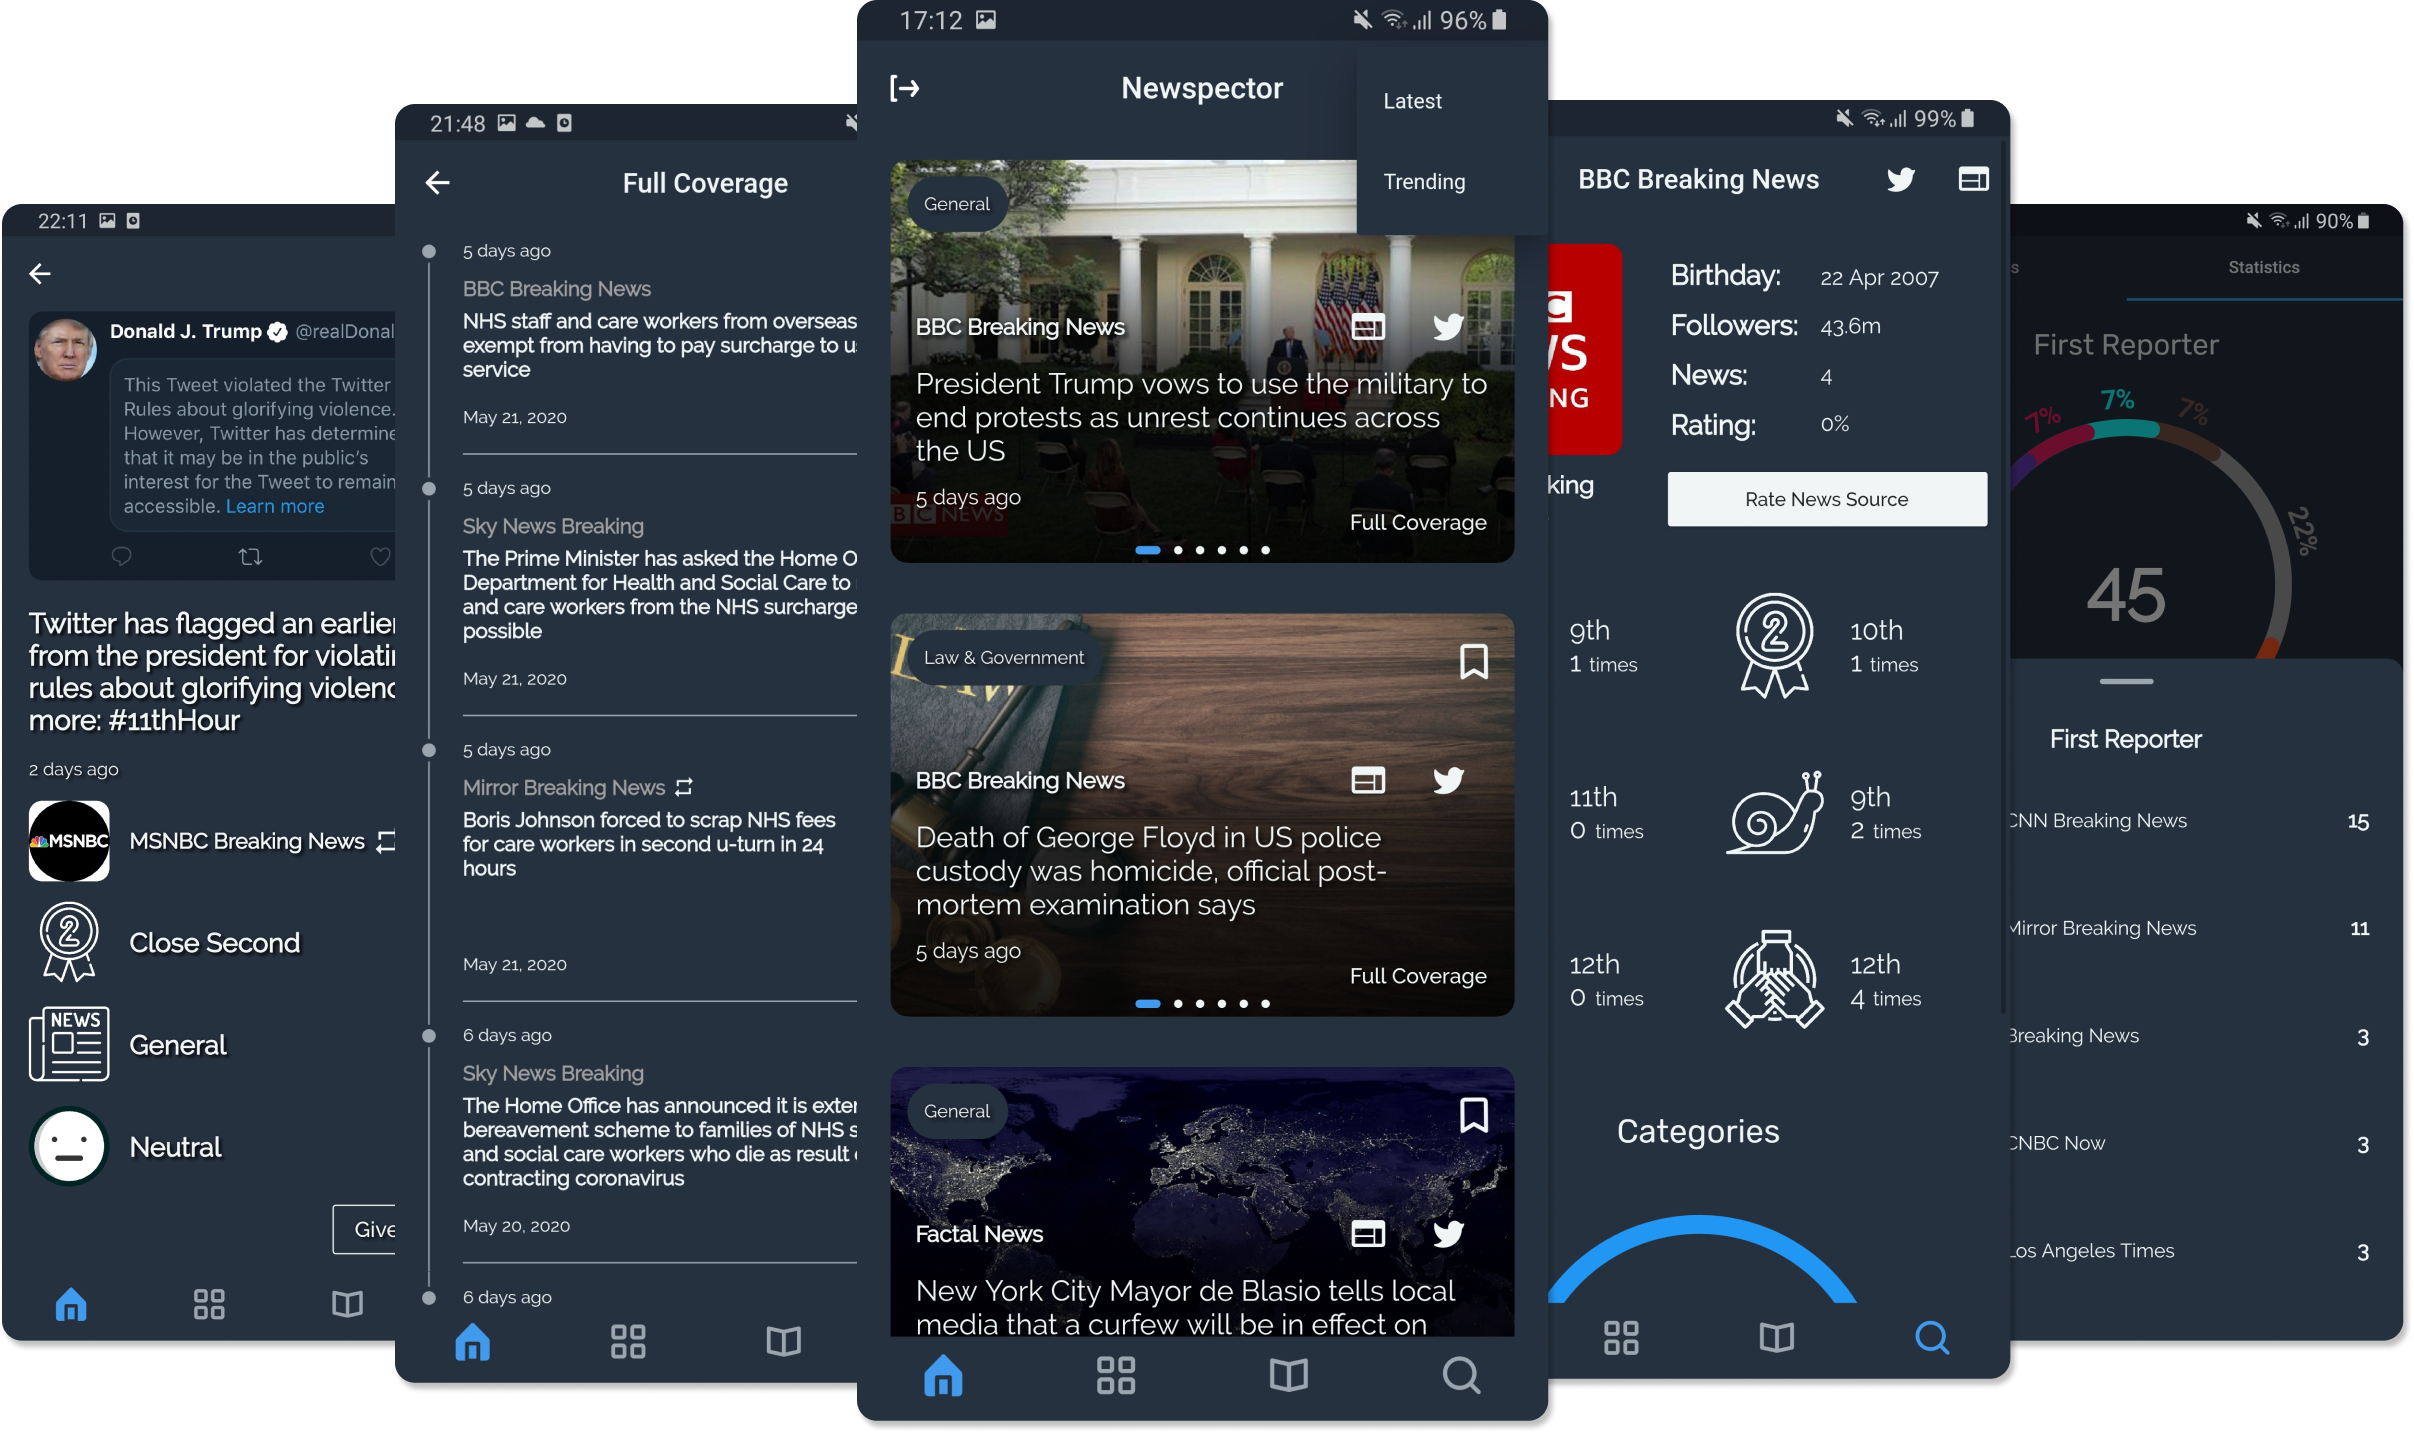 22:11
Donald J. Trump @realDonal
This Tweet violated the Twitter
Rules about glorifying violence.
However, Twitter has determine
that it may be in the public's
interest for the Tweet to remain
accessible. Learn more
Twitter has flagged an earlier
from the president for violati
rules about glorifying violenc
more: #11thHour
2 days ago
MSNBC
MSNBC Breaking News
2
Close Second
NEWS
General
Neutral
Give
21:48
Full Coverage
5 days ago
BBC Breaking News
NHS staff and care workers from overseas
exempt from having to pay surcharge to u
service
May 21, 2020
5 days ago
Sky News Breaking
The Prime Minister has asked the Home O
Department for Health and Social Care to
and care workers from the NHS surcharge
possible
May 21, 2020
5 days ago
Mirror Breaking News
Boris Johnson forced to scrap NHS fees
for care workers in second u-turn in 24
hours
May 21, 2020
6 days ago
Sky News Breaking
The Home Office has announced it is exter
bereavement scheme to families of NHS s
and social care workers who die as result
contracting coronavirus
May 20, 2020
6 days ago
17:12
96%
Newspector
Latest
Trending
General
BBC Breaking News
President Trump vows to use the military to
end protests as unrest continues across
the US
5 days ago
BBC NEWS
Full Coverage
Law & Government
BBC Breaking News
Death of George Floyd in US police
custody was homicide, official post-
mortem examination says
5 days ago
Full Coverage
General
Factal News
New York City Mayor de Blasio tells local
media that a curfew will be in effect on
99%
BBC Breaking News
C
WS
NG
king
Birthday: 22 Apr 2007
Followers: 43.6m
News: 4
Rating: 0%
Rate News Source
9th
1 times
2
10th
1 times
11th
0 times
9th
2 times
12th
0 times
12th
4 times
Categories
90%
s
Statistics
First Reporter
7%
7%
7%
22%
45
First Reporter
CNN Breaking News 15
Mirror Breaking News 11
Breaking News 3
CNBC Now 3
Los Angeles Times 3